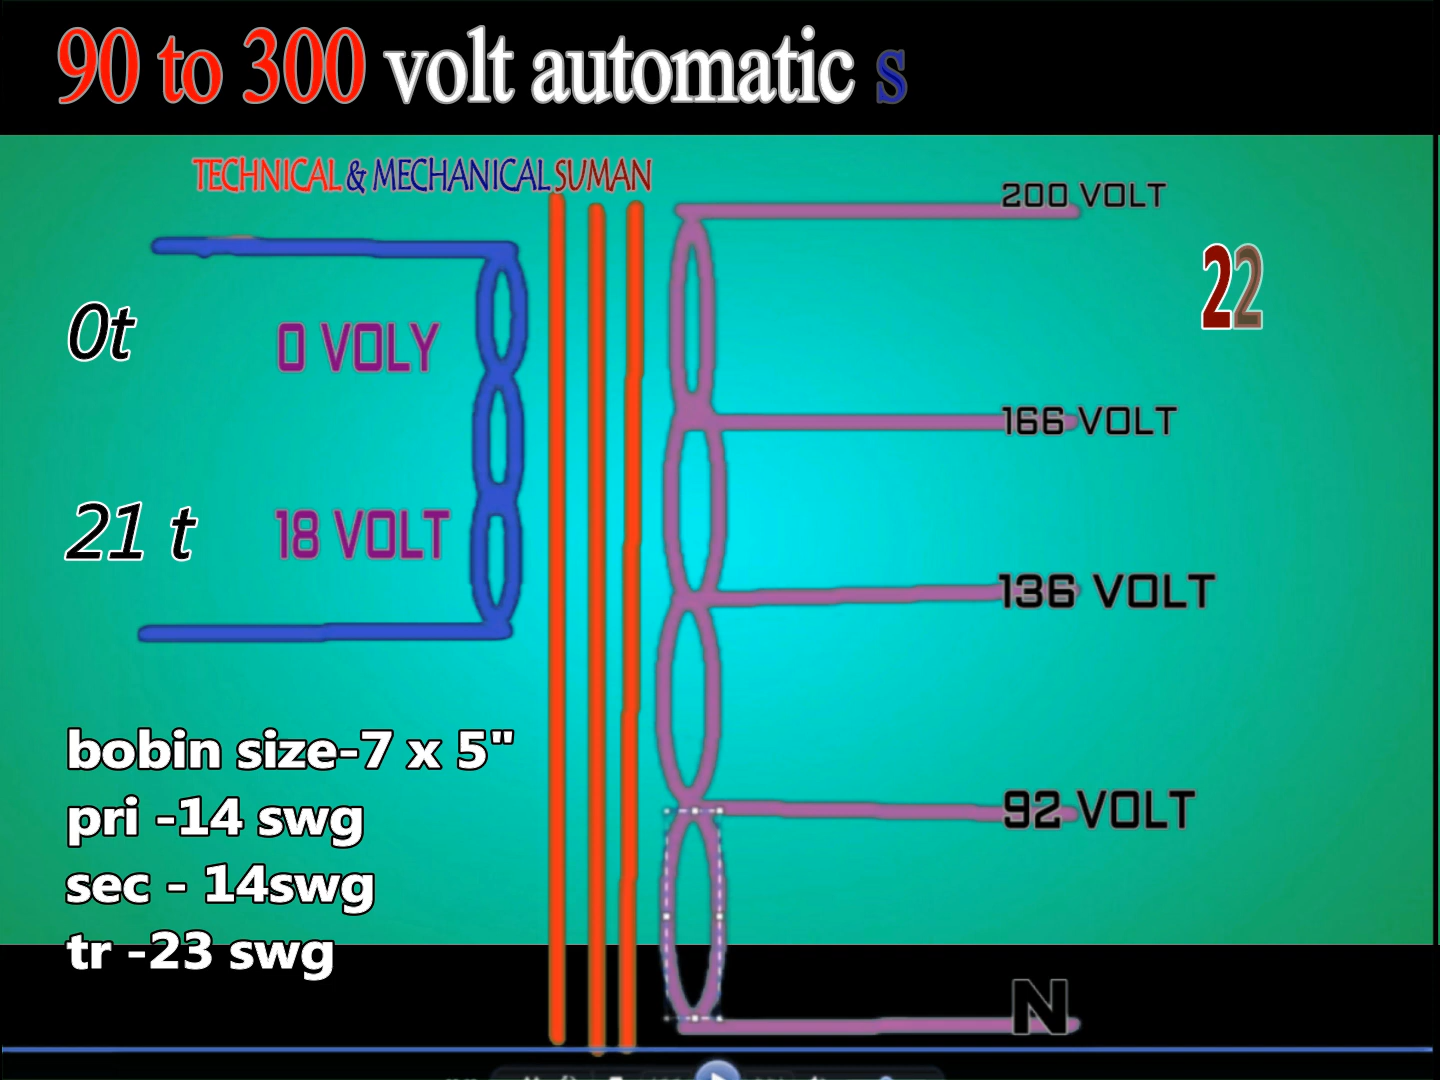 90 to 300 volt automatic s
TECHNICAL & MECHANICAL SUMAN
200 VOLT
22
0t 0 VOLY
166 VOLT
21 t 18 VOLT
136 VOLT
bobin size-7 x 5"
pri -14 swg
92 VOLT
sec - 14swg
tr -23 swg
N